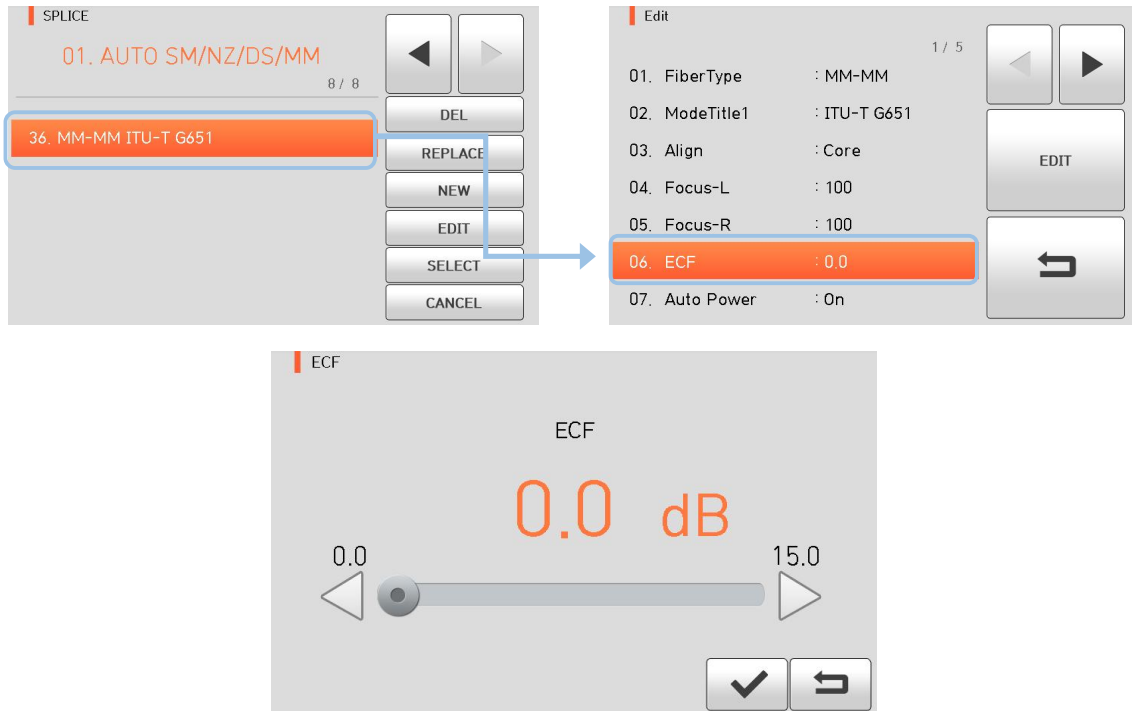 SPLICE
01. AUTO SM/NZ/DS/MM
8 / 8
36. MM-MM ITU-T G651
DEL
REPLACE
NEW
EDIT
SELECT
CANCEL
Edit
1 / 5
01. FiberType : MM-MM
02. ModeTitle1 : ITU-T G651
03. Align : Core
04. Focus-L : 100
05. Focus-R : 100
06. ECF : 0.0
07. Auto Power : On
EDIT
ECF
ECF
0.0 dB
0.0 15.0